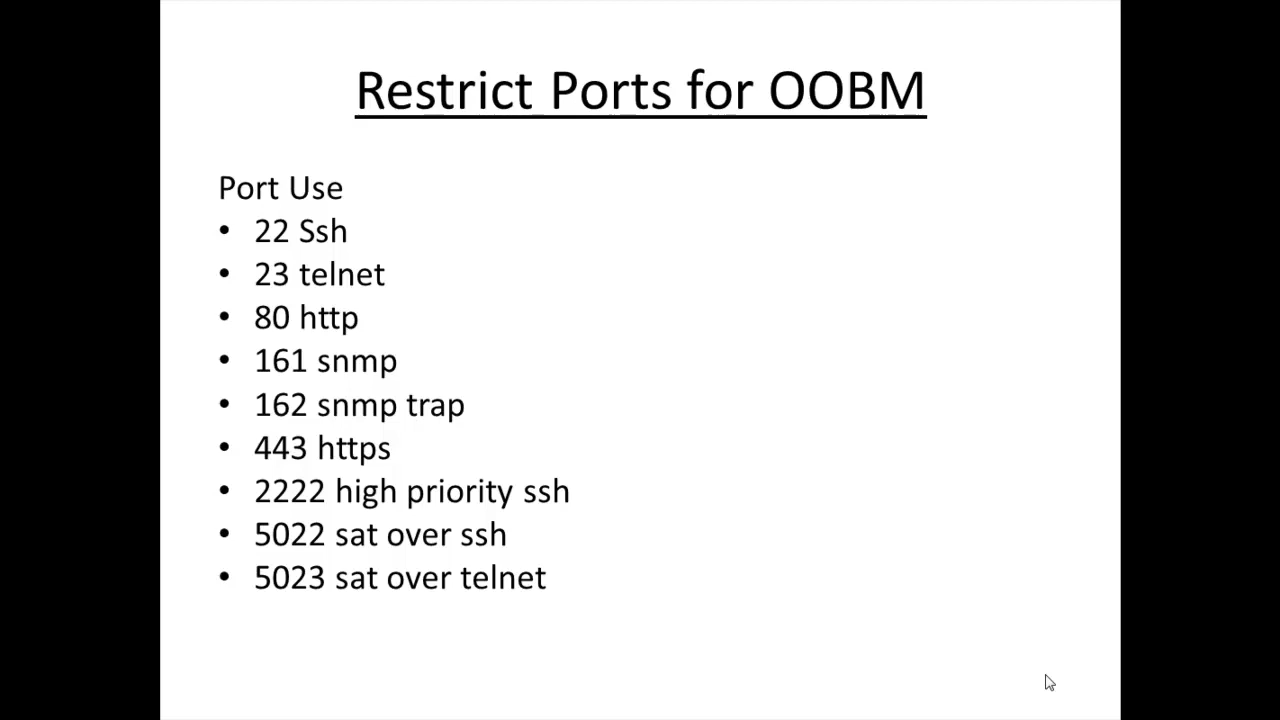 Restrict Ports for OOBM
Port Use
• 22 Ssh
• 23 telnet
• 80 http
• 161 snmp
• 162 snmp trap
• 443 https
• 2222 high priority ssh
• 5022 sat over ssh
• 5023 sat over telnet